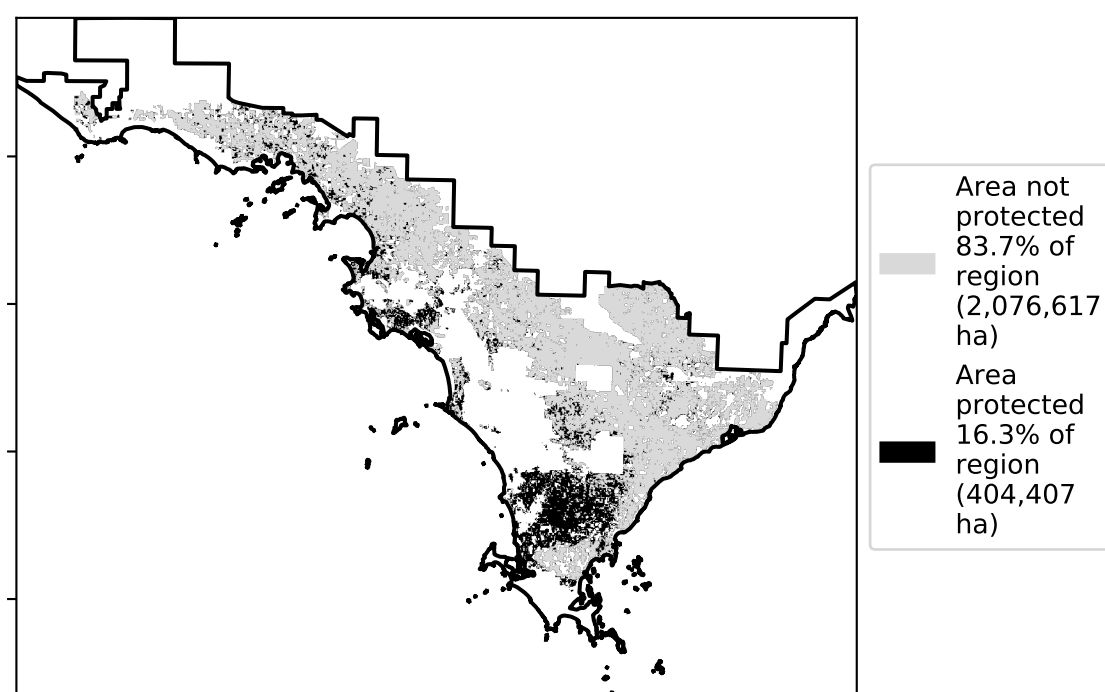 Area not
protected
83.7% of
region
(2,076,617
ha)
Area
protected
16.3% of
region
(404,407
ha)